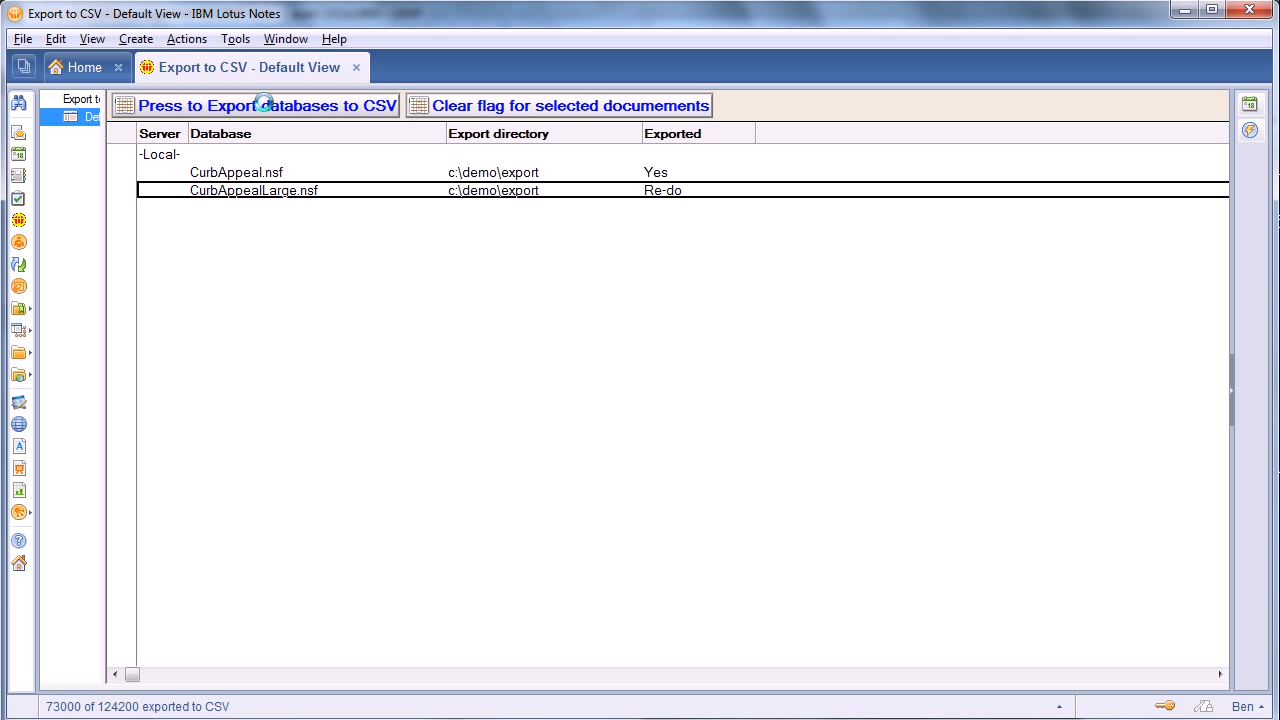 Export to CSV - Default View - IBM Lotus Notes
File Edit View Create Actions Tools Window Help
Home
Export to CSV - Default View
Export to
Def
Press to Export databases to CSV
Clear flag for selected documements
Server Database Export directory Exported
-Local-
CurbAppeal.nsf c:\demo\export Yes
CurbAppealLarge.nsf c:\demo\export Re-do
73000 of 124200 exported to CSV
Ben